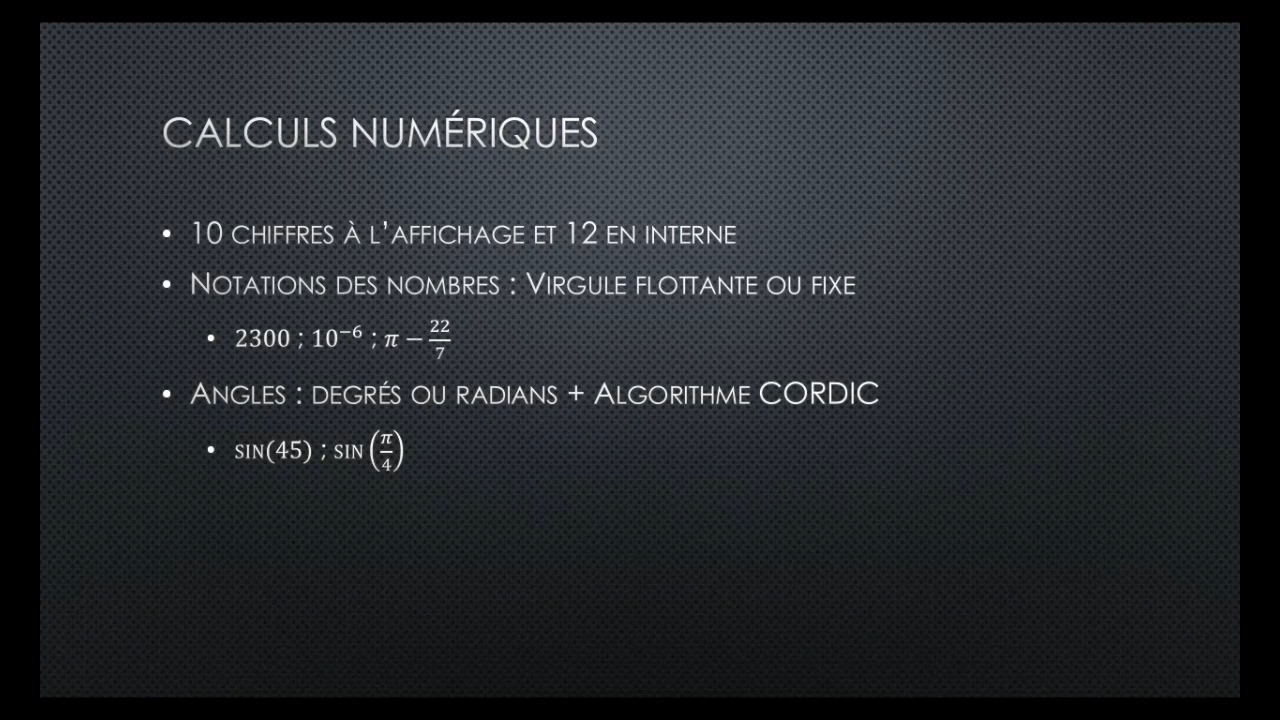 CALCULS NUMÉRIQUES
• 10 CHIFFRES À L'AFFICHAGE ET 12 EN INTERNE
• NOTATIONS DES NOMBRES : VIRGULE FLOTTANTE OU FIXE
• 2300 ; 10⁻⁶ ; π − 22/7
• ANGLES : DEGRÉS OU RADIANS + ALGORITHME CORDIC
• SIN(45) ; SIN(π/4)